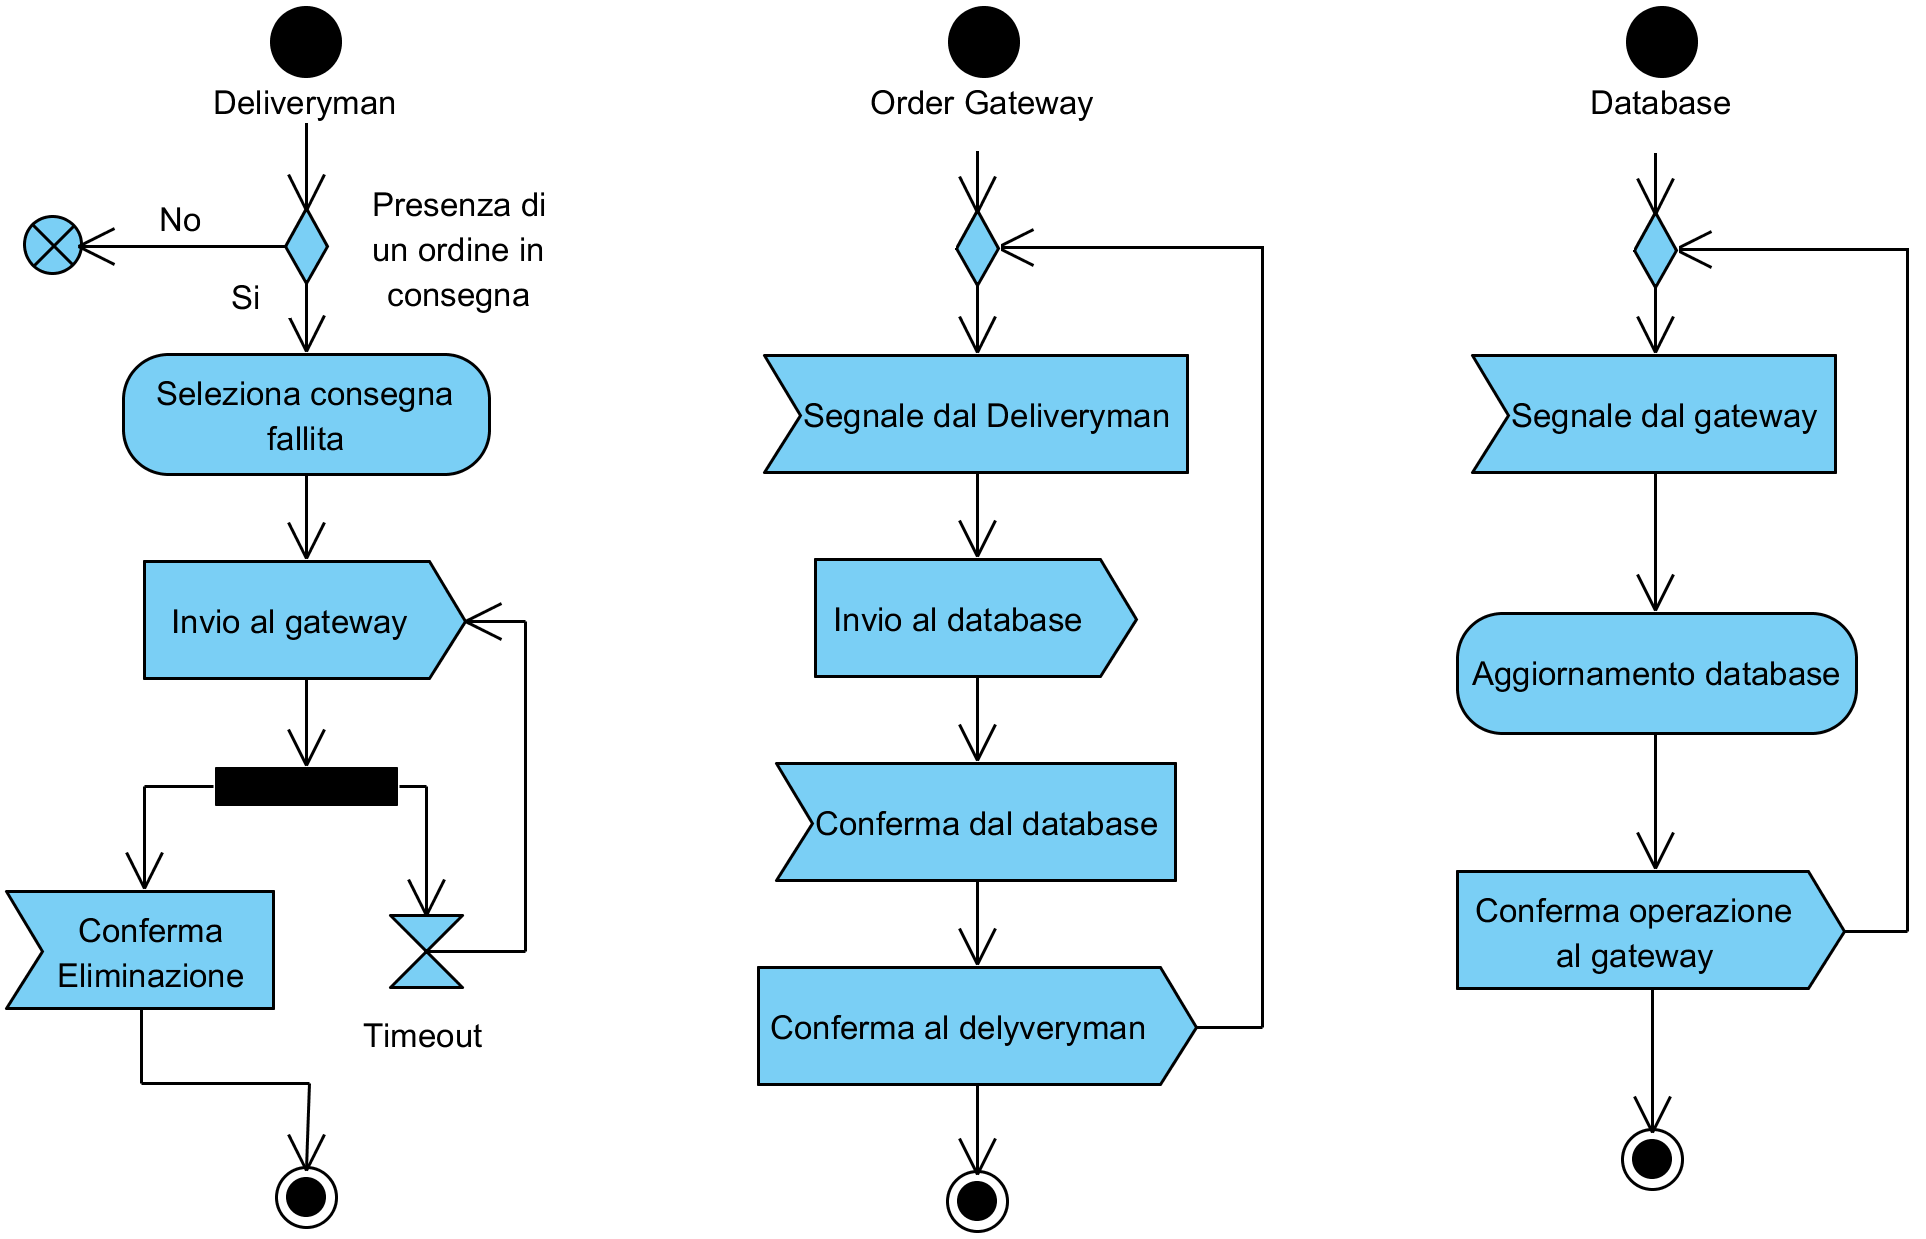 Deliveryman
No
Presenza di
un ordine in
consegna
Si
Seleziona consegna
fallita
Invio al gateway
Conferma
Eliminazione
Timeout
Order Gateway
Segnale dal Deliveryman
Invio al database
Conferma dal database
Conferma al delyveryman
Database
Segnale dal gateway
Aggiornamento database
Conferma operazione
al gateway